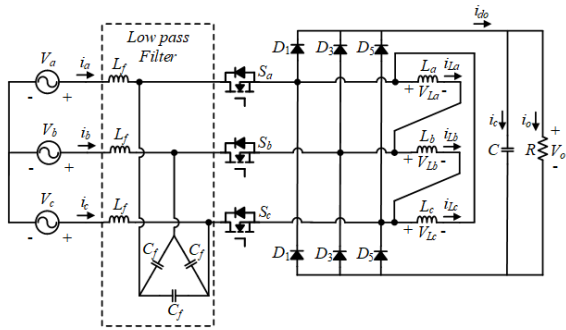 Low pass
Filter
V_a i_a L_f S_a D_1 D_3 D_5 L_a i_La i_do
- + + V_La -
V_b i_b L_f S_b L_b i_Lb i_c i_o +
- + + V_Lb - C R V_o
-
V_c i_c L_f S_c L_c i_Lc
- + + V_Lc -
C_f C_f D_1 D_3 D_5
C_f